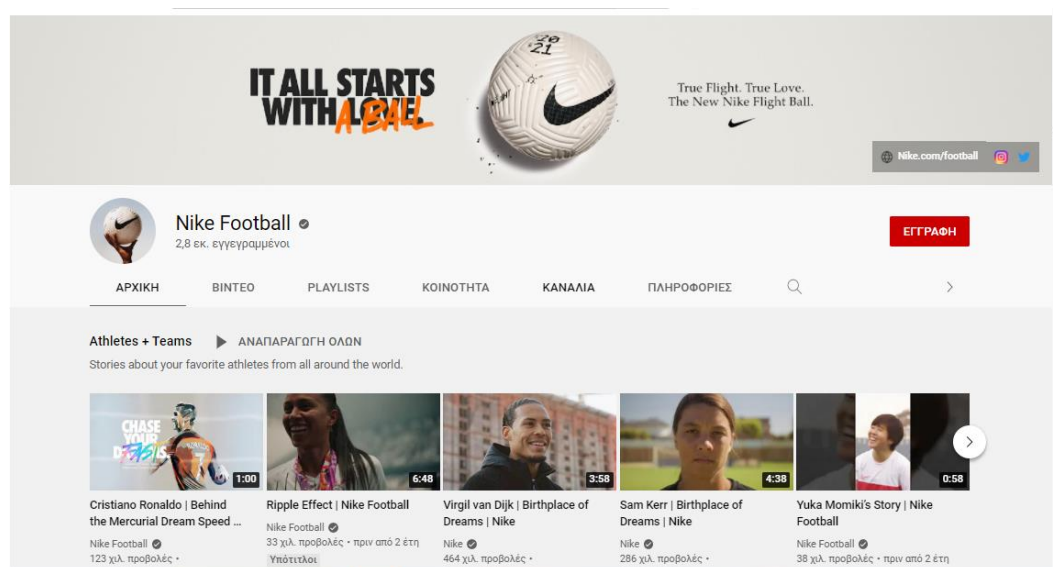 IT ALL STARTS
WITH A BALL.
20
21
True Flight. True Love.
The New Nike Flight Ball.
Nike.com/football
Nike Football
2,8 εκ. εγγεγραμμένοι
ΕΓΓΡΑΦΗ
ΑΡΧΙΚΗ ΒΙΝΤΕΟ PLAYLISTS ΚΟΙΝΟΤΗΤΑ ΚΑΝΑΛΙΑ ΠΛΗΡΟΦΟΡΙΕΣ
Athletes + Teams ΑΝΑΠΑΡΑΓΩΓΗ ΟΛΩΝ
Stories about your favorite athletes from all around the world.
CHASE
YOUR
1:00 6:48 3:58 4:38 0:58
Cristiano Ronaldo | Behind
the Mercurial Dream Speed ...
Nike Football
123 χιλ. προβολές •
Ripple Effect | Nike Football
Nike Football
33 χιλ. προβολές • πριν από 2 έτη
Υπότιτλοι
Virgil van Dijk | Birthplace of
Dreams | Nike
Nike
464 χιλ. προβολές •
Sam Kerr | Birthplace of
Dreams | Nike
Nike
286 χιλ. προβολές •
Yuka Momiki's Story | Nike
Football
Nike Football
38 χιλ. προβολές • πριν από 2 έτη